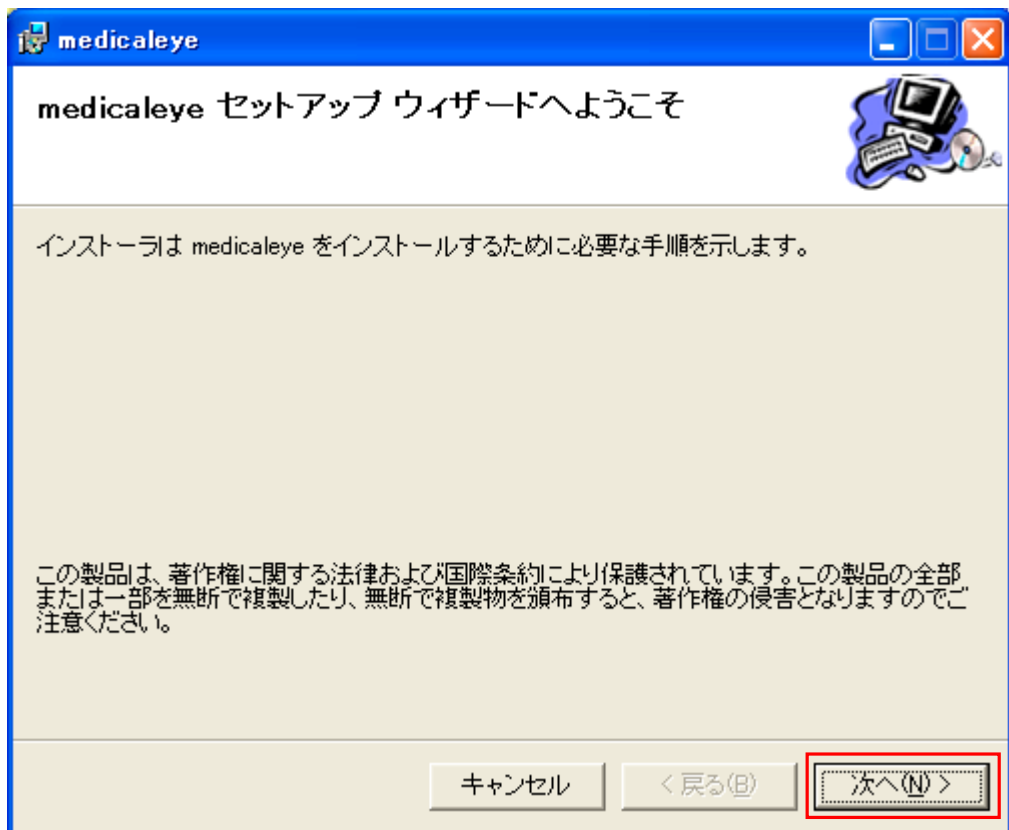 medicaleye
medicaleye セットアップ ウィザードへようこそ
インストーラは medicaleye をインストールするために必要な手順を示します。
この製品は、著作権に関する法律および国際条約により保護されています。この製品の全部
または一部を無断で複製したり、無断で複製物を頒布すると、著作権の侵害となりますのでご
注意ください。
キャンセル
< 戻る(B)
次へ(N) >